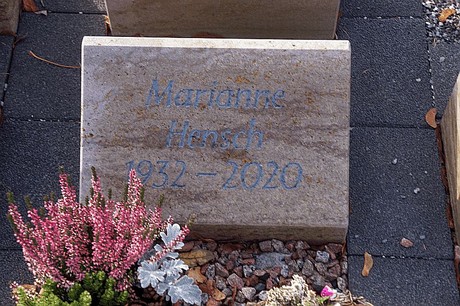 Marianne
Hensch
1932 – 2020